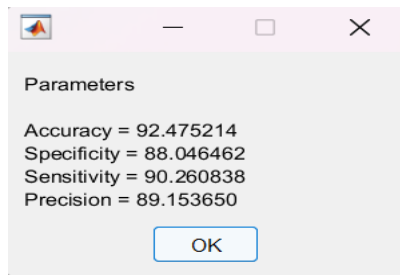 Parameters
Accuracy = 92.475214
Specificity = 88.046462
Sensitivity = 90.260838
Precision = 89.153650
OK